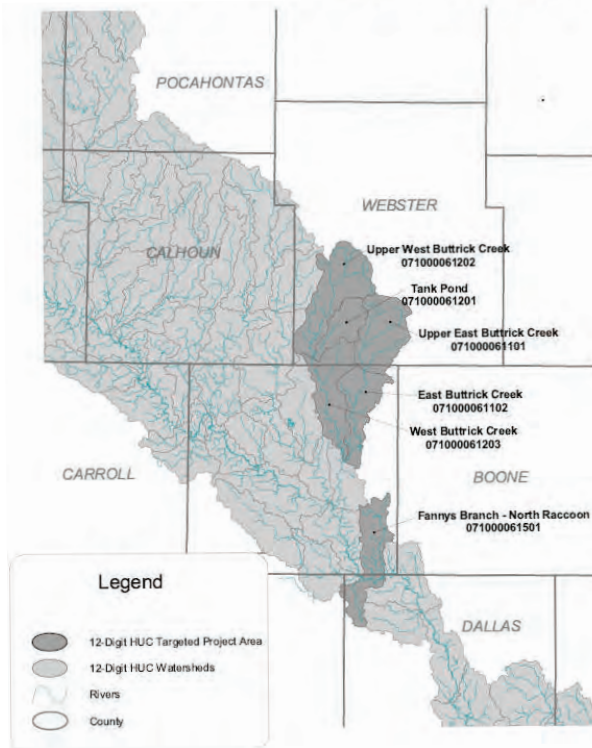 POCAHONTAS
WEBSTER
Upper West Buttrick Creek
071000061202
CALHOUN
Tank Pond
071000061201
Upper East Buttrick Creek
071000061101
East Buttrick Creek
071000061102
West Buttrick Creek
071000061203
CARROLL
BOONE
Fannys Branch - North Raccoon
071000061501
Legend
DALLAS
12-Digit HUC Targeted Project Area
12-Digit HUC Watersheds
Rivers
County